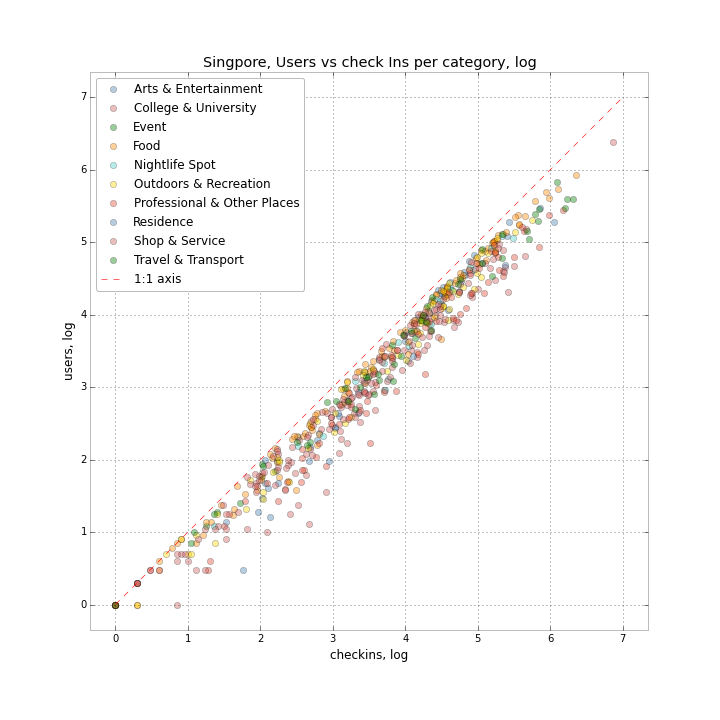 Singpore, Users vs check Ins per category, log
Arts & Entertainment
College & University
Event
Food
Nightlife Spot
Outdoors & Recreation
Professional & Other Places
Residence
Shop & Service
Travel & Transport
1:1 axis
7
6
5
4
3
2
1
0
users, log
0 1 2 3 4 5 6 7
checkins, log